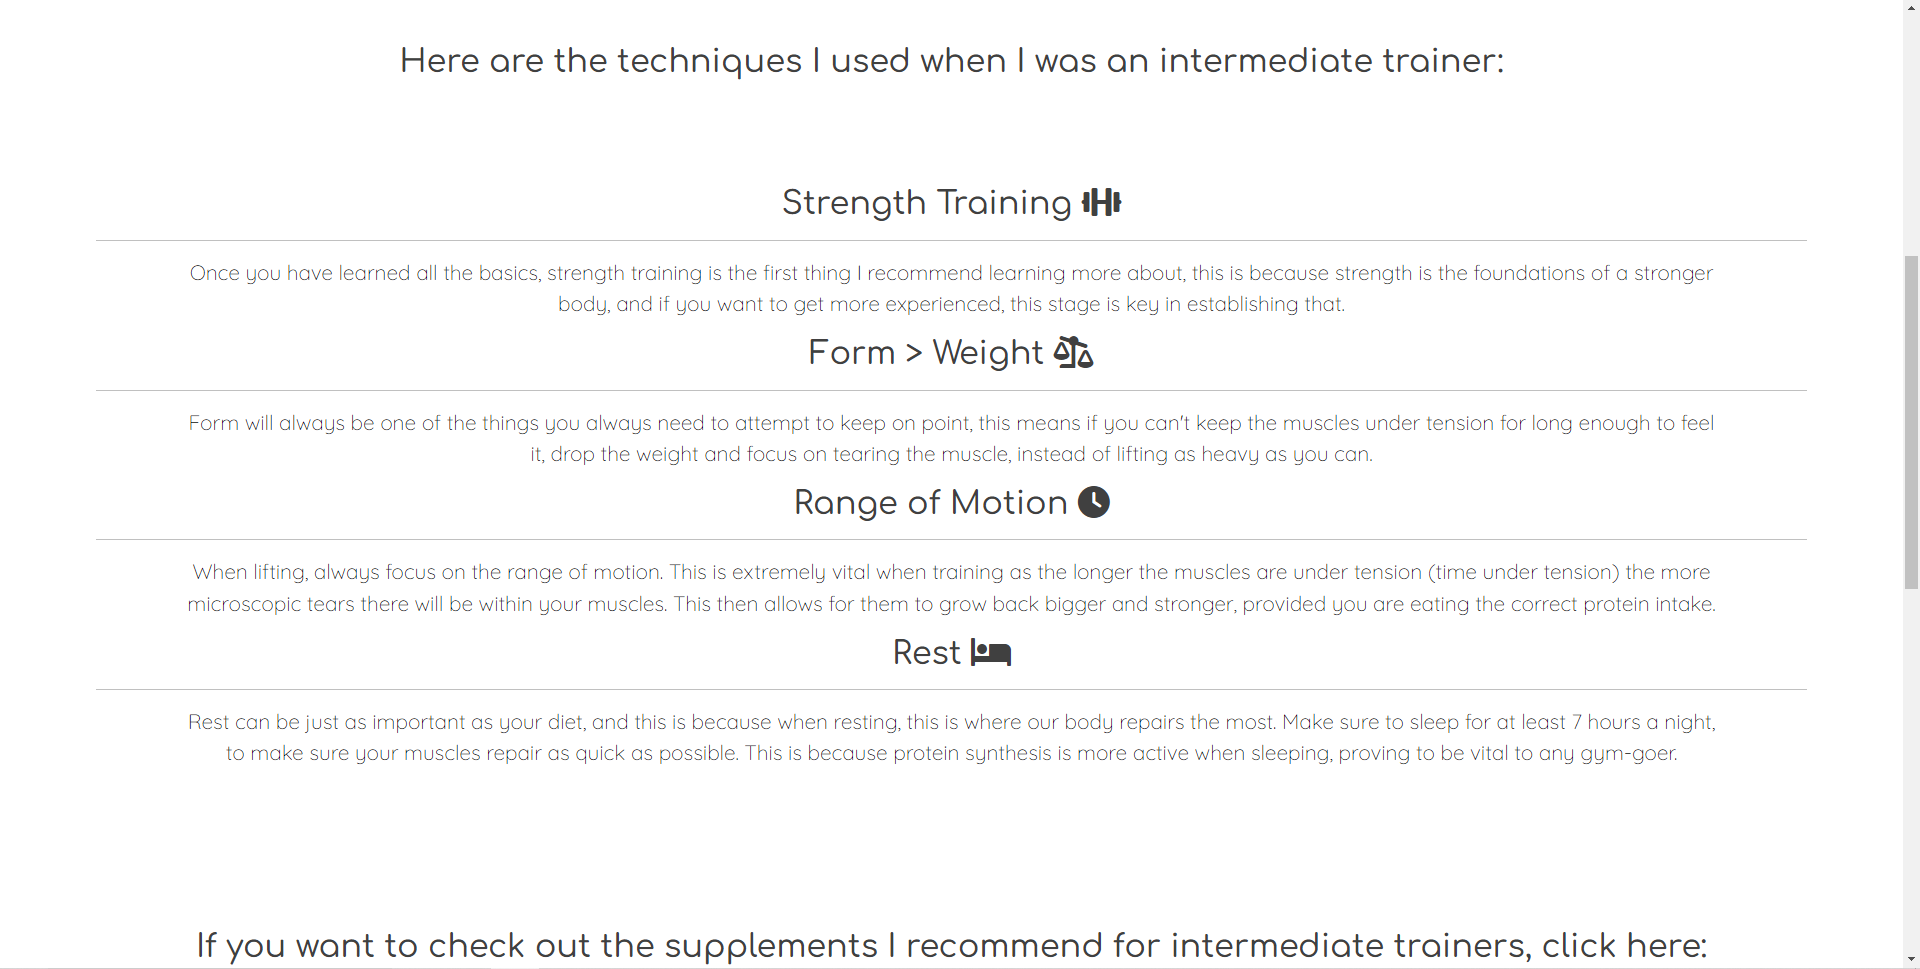 Here are the techniques I used when I was an intermediate trainer:
Strength Training
Once you have learned all the basics, strength training is the first thing I recommend learning more about, this is because strength is the foundations of a stronger
body, and if you want to get more experienced, this stage is key in establishing that.
Form > Weight
Form will always be one of the things you always need to attempt to keep on point, this means if you can't keep the muscles under tension for long enough to feel
it, drop the weight and focus on tearing the muscle, instead of lifting as heavy as you can.
Range of Motion
When lifting, always focus on the range of motion. This is extremely vital when training as the longer the muscles are under tension (time under tension) the more
microscopic tears there will be within your muscles. This then allows for them to grow back bigger and stronger, provided you are eating the correct protein intake.
Rest
Rest can be just as important as your diet, and this is because when resting, this is where our body repairs the most. Make sure to sleep for at least 7 hours a night,
to make sure your muscles repair as quick as possible. This is because protein synthesis is more active when sleeping, proving to be vital to any gym-goer.
If you want to check out the supplements I recommend for intermediate trainers, click here: